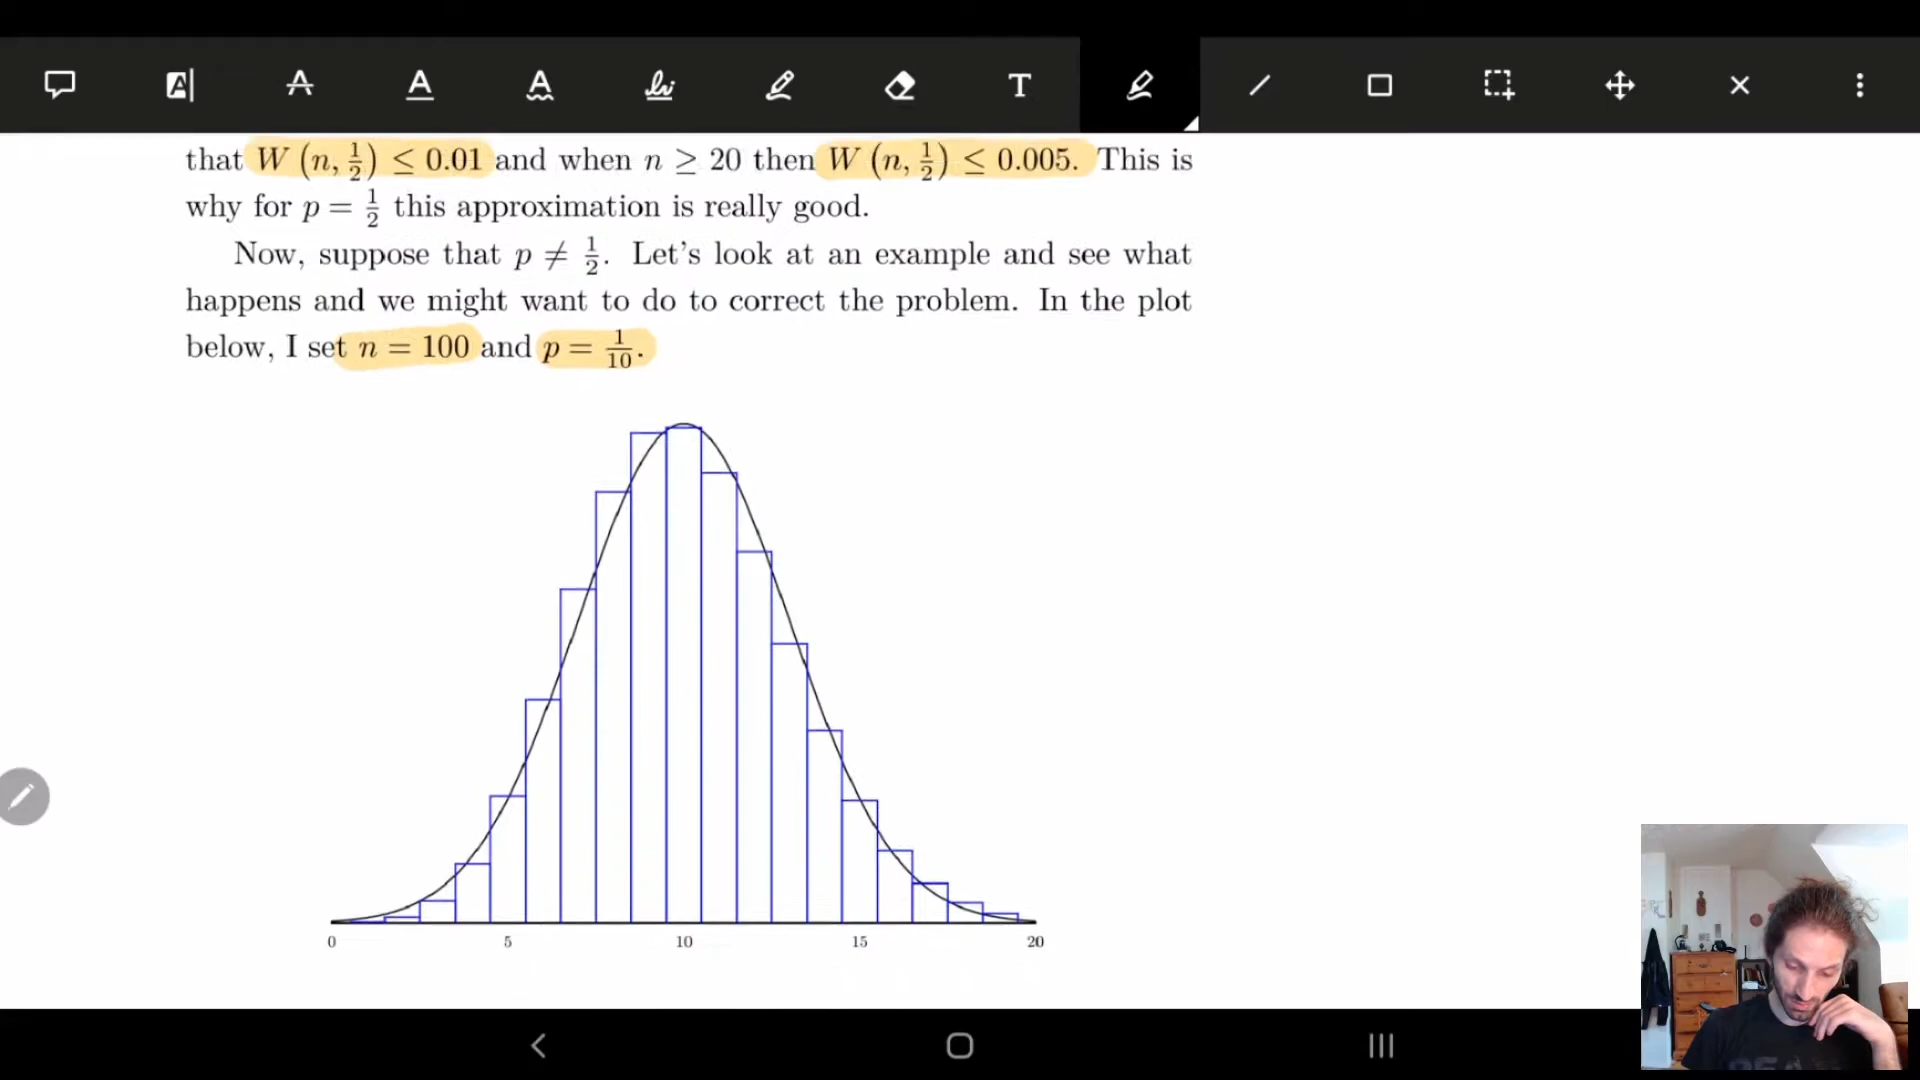 T
that W (n, 1/2) ≤ 0.01 and when n ≥ 20 then W (n, 1/2) ≤ 0.005. This is
why for p = 1/2 this approximation is really good.
Now, suppose that p ≠ 1/2. Let's look at an example and see what
happens and we might want to do to correct the problem. In the plot
below, I set n = 100 and p = 1/10.
0 5 10 15 20